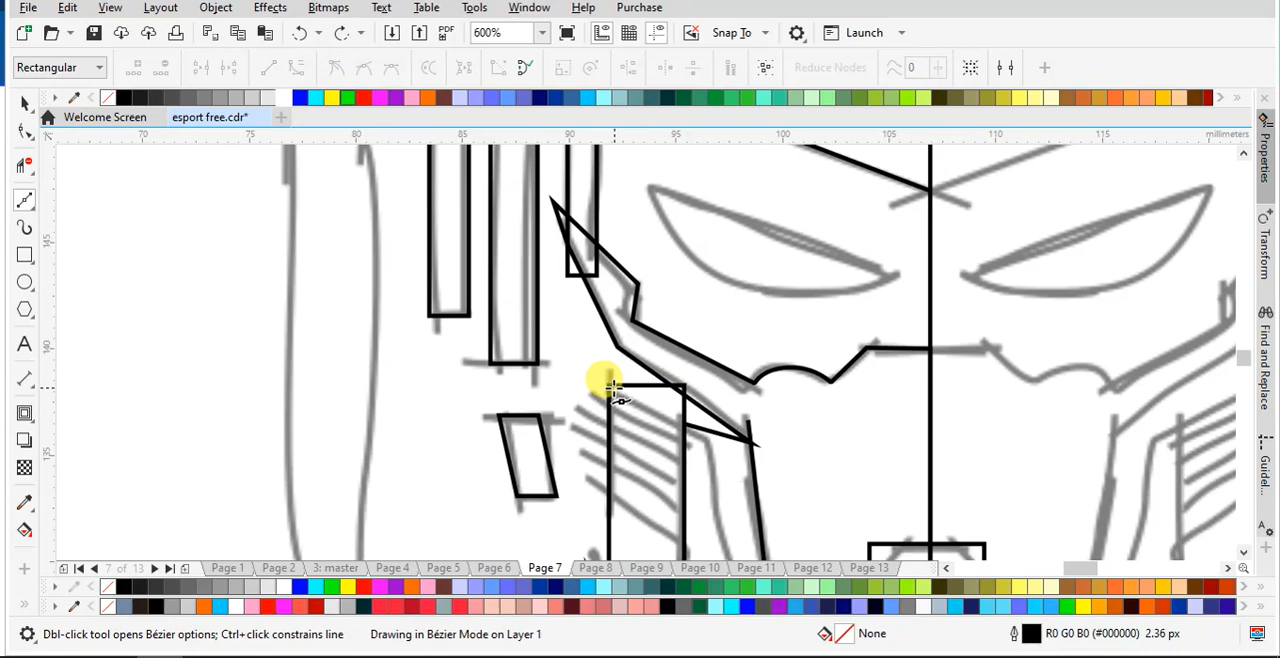 File Edit View Layout Object Effects Bitmaps Text Table Tools Window Help Purchase
PDF 600% Snap To Launch
Rectangular Reduce Nodes 0
Welcome Screen esport free.cdr*
70 75 80 85 90 95 100 105 110 115 millimeters
145
140
135
Properties
Transform
Find and Replace
Guidel...
7 of 13 Page 1 Page 2 3: master Page 4 Page 5 Page 6 Page 7 Page 8 Page 9 Page 10 Page 11 Page 12 Page 13
Dbl-click tool opens Bézier options; Ctrl+click constrains line Drawing in Bézier Mode on Layer 1 None R0 G0 B0 (#000000) 2.36 px